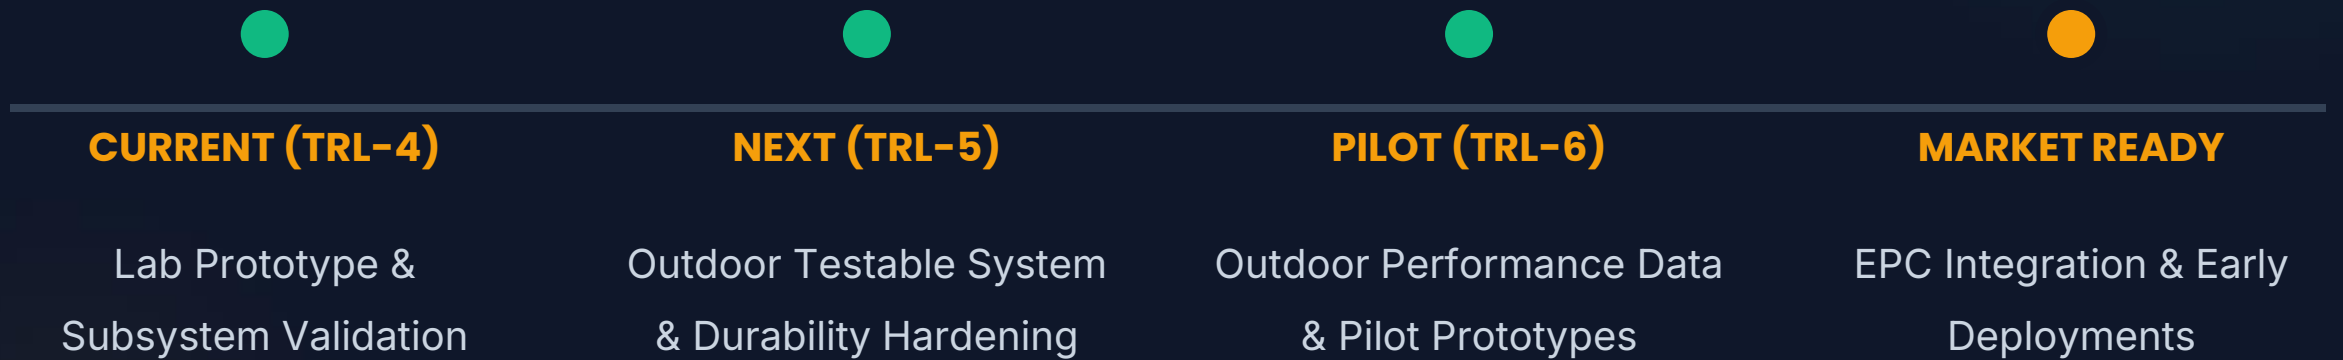 CURRENT (TRL-4)
Lab Prototype &
Subsystem Validation
NEXT (TRL-5)
Outdoor Testable System
& Durability Hardening
PILOT (TRL-6)
Outdoor Performance Data
& Pilot Prototypes
MARKET READY
EPC Integration & Early
Deployments